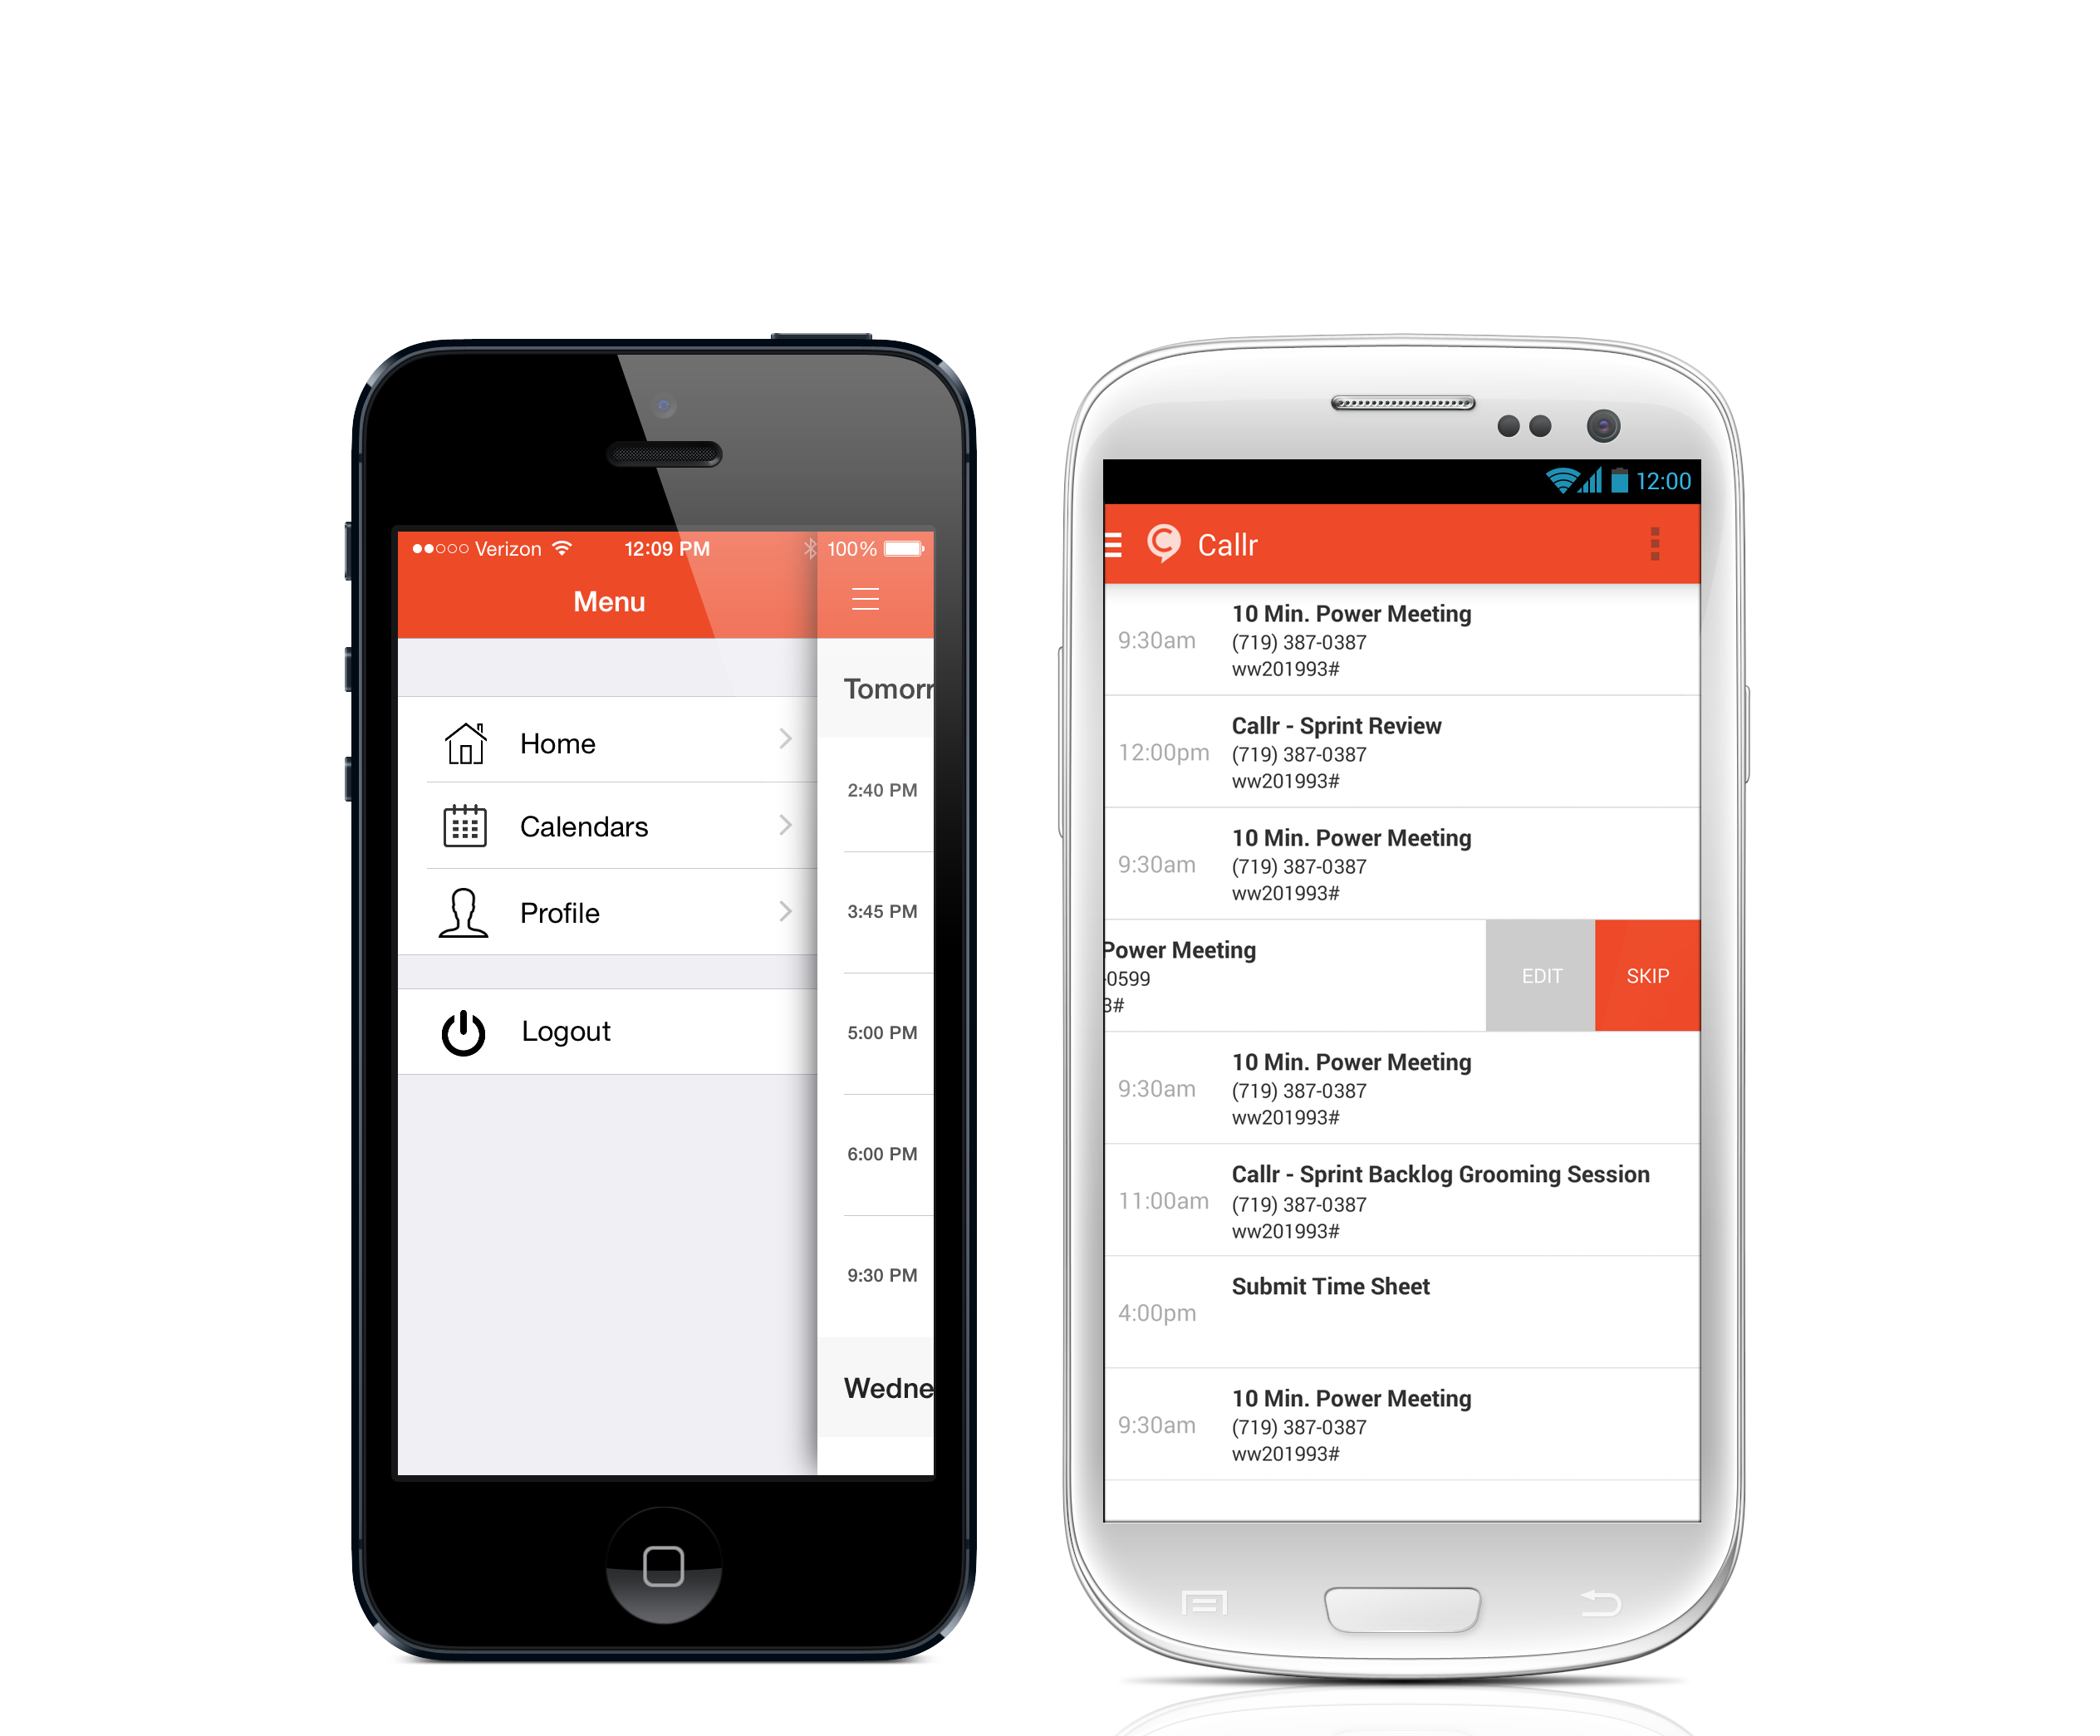 Verizon 12:09 PM 100%
Menu
Home
Calendars
Profile
Logout
Tomorr
2:40 PM
3:45 PM
5:00 PM
6:00 PM
9:30 PM
Wedne
12:00
Callr
10 Min. Power Meeting
9:30am
(719) 387-0387
ww201993#
Callr - Sprint Review
12:00pm
(719) 387-0387
ww201993#
10 Min. Power Meeting
9:30am
(719) 387-0387
ww201993#
Power Meeting
-0599
3#
EDIT
SKIP
10 Min. Power Meeting
9:30am
(719) 387-0387
ww201993#
Callr - Sprint Backlog Grooming Session
11:00am
(719) 387-0387
ww201993#
Submit Time Sheet
4:00pm
10 Min. Power Meeting
9:30am
(719) 387-0387
ww201993#